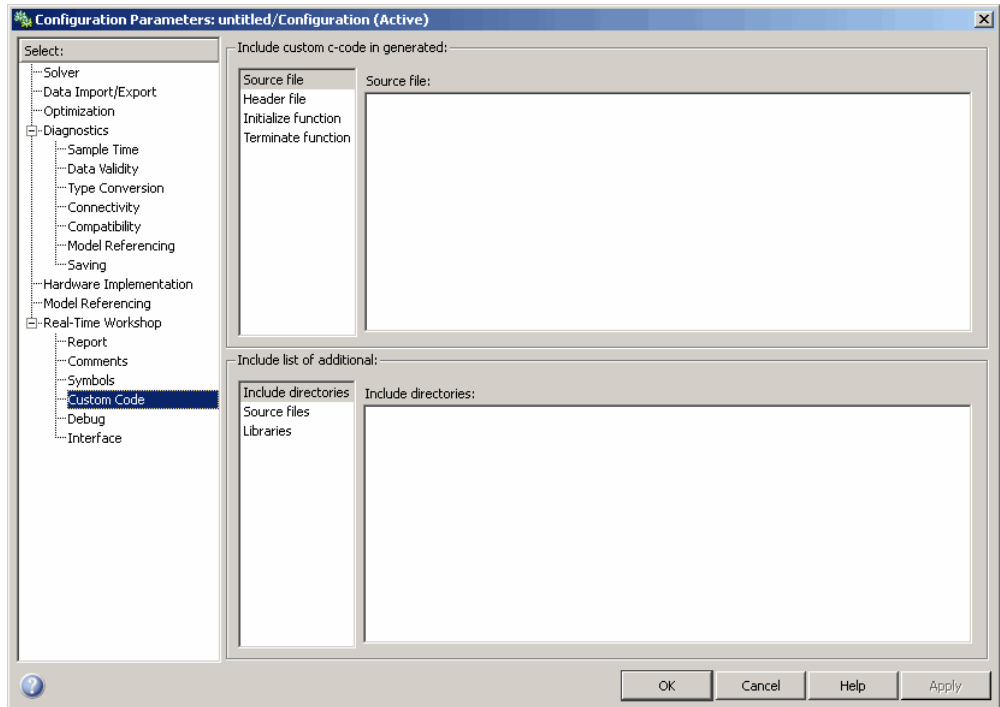 Configuration Parameters: untitled/Configuration (Active)
Select:
Solver
Data Import/Export
Optimization
Diagnostics
Sample Time
Data Validity
Type Conversion
Connectivity
Compatibility
Model Referencing
Saving
Hardware Implementation
Model Referencing
Real-Time Workshop
Report
Comments
Symbols
Custom Code
Debug
Interface
Include custom c-code in generated:
Source file
Header file
Initialize function
Terminate function
Source file:
Include list of additional:
Include directories
Source files
Libraries
Include directories:
OK
Cancel
Help
Apply